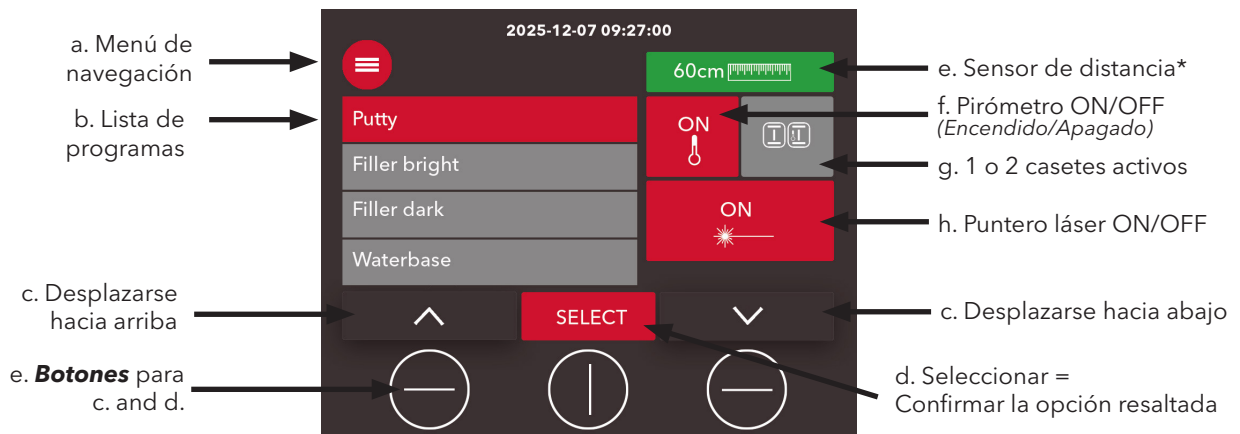 2025-12-07 09:27:00
a. Menú de
navegación
60cm
e. Sensor de distancia*
b. Lista de
programas
Putty
Filler bright
Filler dark
Waterbase
ON
f. Pirómetro ON/OFF
(Encendido/Apagado)
g. 1 o 2 casetes activos
ON
h. Puntero láser ON/OFF
c. Desplazarse
hacia arriba
SELECT
c. Desplazarse hacia abajo
e. Botones para
c. and d.
d. Seleccionar =
Confirmar la opción resaltada